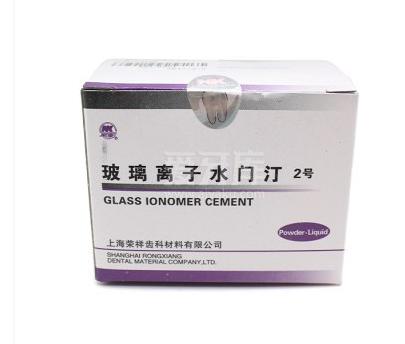 玻璃离子水门汀 2号
GLASS IONOMER CEMENT
Powder-Liquid
上海荣祥齿科材料有限公司
SHANGHAI RONGXIANG
DENTAL MATERIAL COMPANY,LTD.